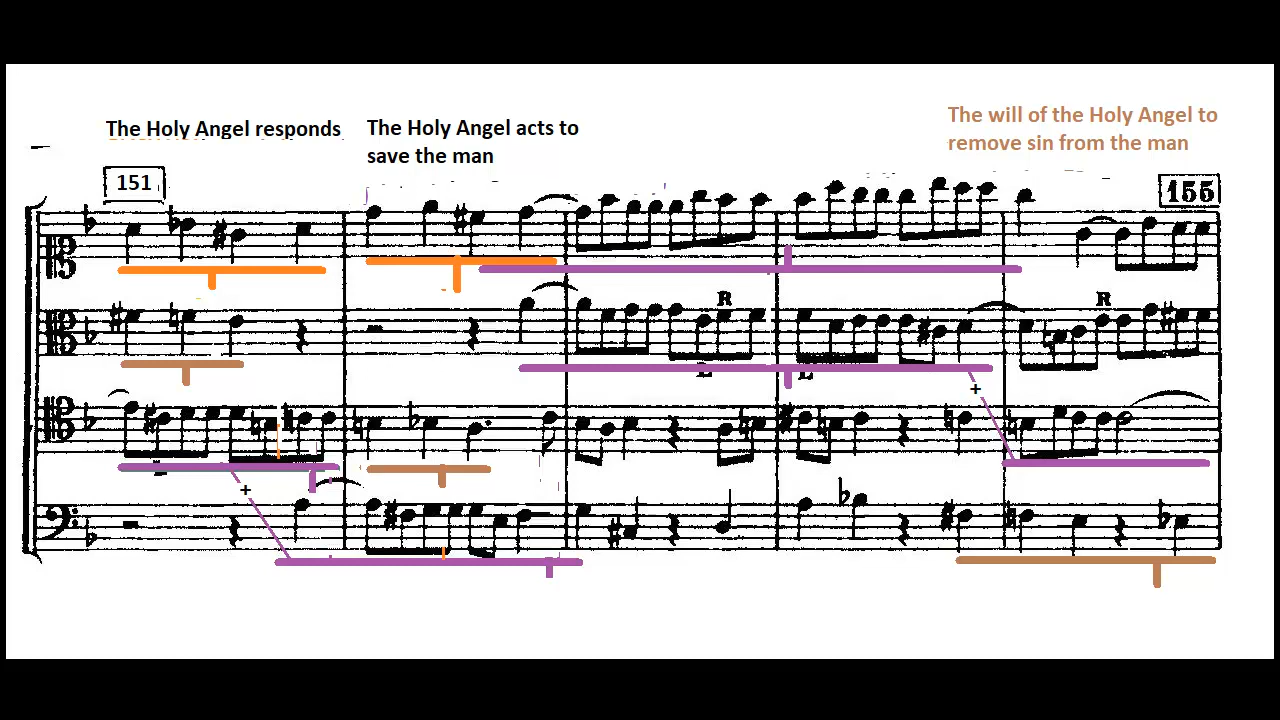 The Holy Angel responds
The Holy Angel acts to
save the man
The will of the Holy Angel to
remove sin from the man
151
155
R
R
+
+